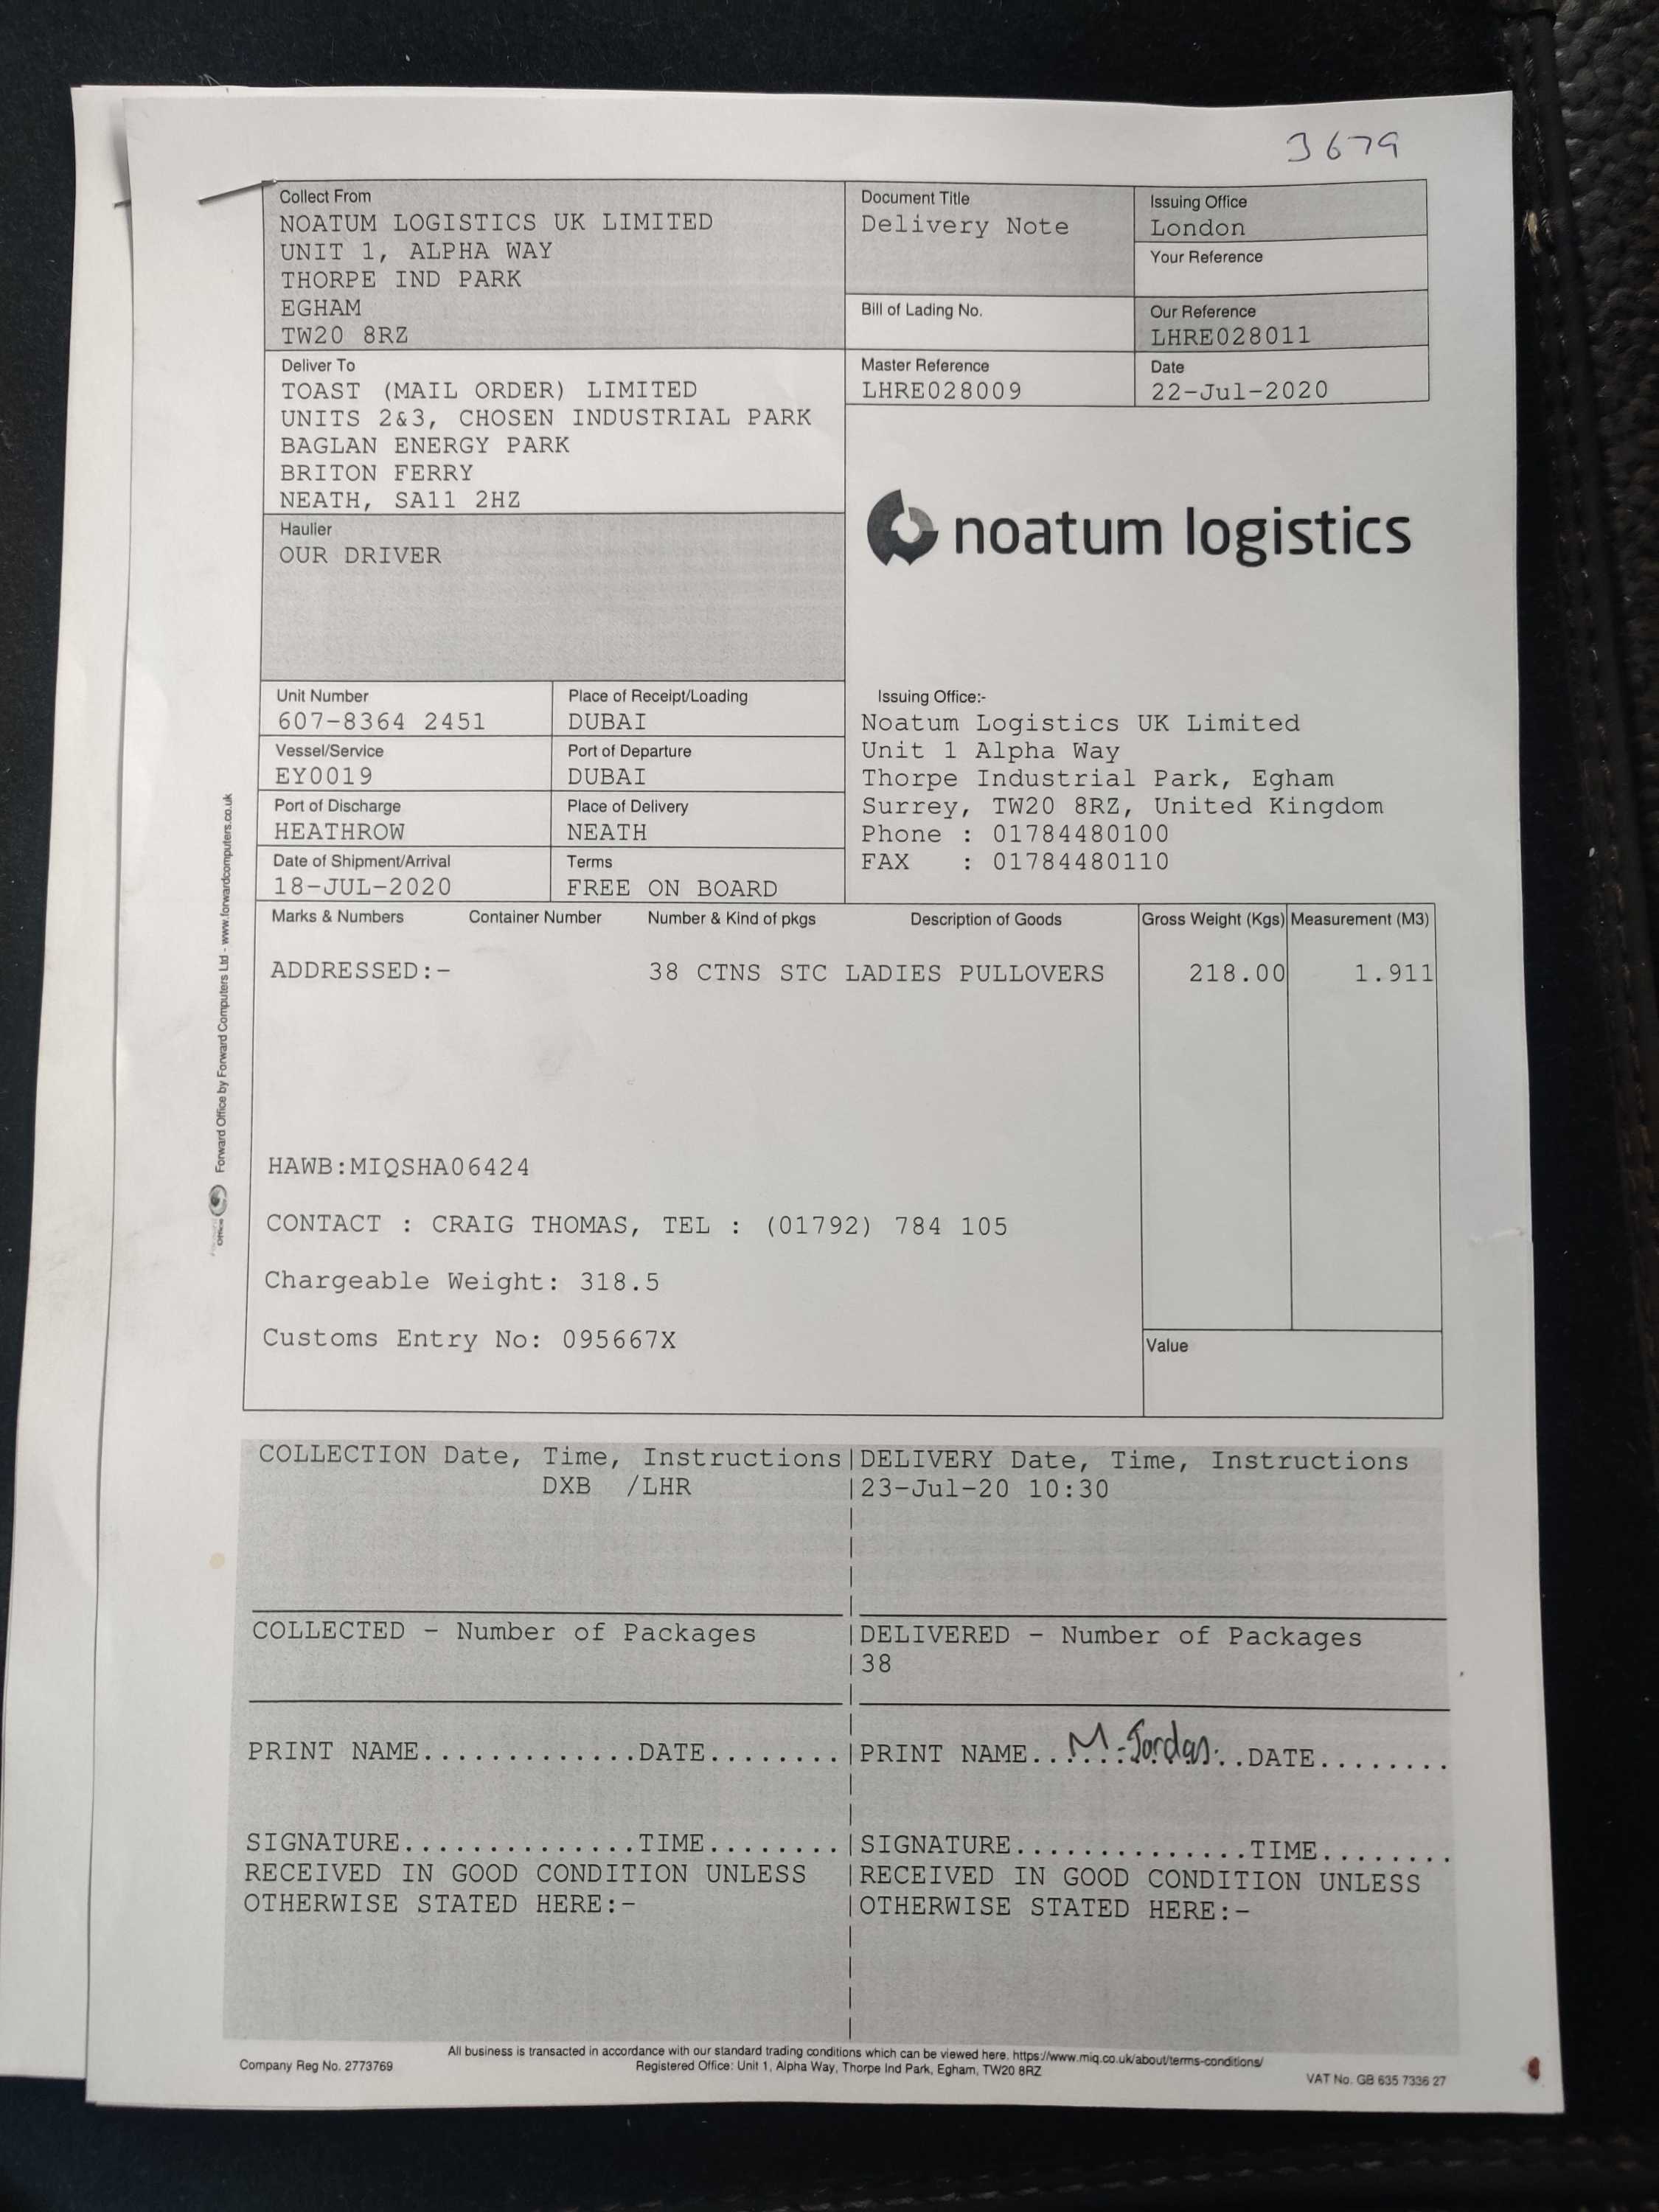 3679
Collect From
NOATUM LOGISTICS UK LIMITED
UNIT 1, ALPHA WAY
THORPE IND PARK
EGHAM
TW20 8RZ
Document Title
Delivery Note
Issuing Office
London
Your Reference
Bill of Lading No.
Our Reference
LHRE028011
Deliver To
TOAST (MAIL ORDER) LIMITED
UNITS 2&3, CHOSEN INDUSTRIAL PARK
BAGLAN ENERGY PARK
BRITON FERRY
NEATH, SA11 2HZ
Master Reference
LHRE028009
Date
22-Jul-2020
noatum logistics
Haulier
OUR DRIVER
Unit Number
607-8364 2451
Place of Receipt/Loading
DUBAI
Vessel/Service
EY0019
Port of Departure
DUBAI
Port of Discharge
HEATHROW
Place of Delivery
NEATH
Date of Shipment/Arrival
18-JUL-2020
Terms
FREE ON BOARD
Issuing Office:-
Noatum Logistics UK Limited
Unit 1 Alpha Way
Thorpe Industrial Park, Egham
Surrey, TW20 8RZ, United Kingdom
Phone : 01784480100
FAX : 01784480110
Marks & Numbers Container Number Number & Kind of pkgs Description of Goods Gross Weight (Kgs) Measurement (M3)
ADDRESSED:- 38 CTNS STC LADIES PULLOVERS 218.00 1.911
HAWB:MIQSHA06424
CONTACT : CRAIG THOMAS, TEL : (01792) 784 105
Chargeable Weight: 318.5
Customs Entry No: 095667X
Value
Forward Office by Forward Computers Ltd - www.forwardcomputers.co.uk
COLLECTION Date, Time, Instructions|DELIVERY Date, Time, Instructions
DXB /LHR |23-Jul-20 10:30
COLLECTED - Number of Packages |DELIVERED - Number of Packages
|38
PRINT NAME.............DATE........|PRINT NAME..M. Jordan..DATE........
SIGNATURE..............TIME........|SIGNATURE..............TIME........
RECEIVED IN GOOD CONDITION UNLESS |RECEIVED IN GOOD CONDITION UNLESS
OTHERWISE STATED HERE:- |OTHERWISE STATED HERE:-
All business is transacted in accordance with our standard trading conditions which can be viewed here. https://www.miq.co.uk/about/terms-conditions/
Company Reg No. 2773769 Registered Office: Unit 1, Alpha Way, Thorpe Ind Park, Egham, TW20 8RZ
VAT No. GB 635 7336 27